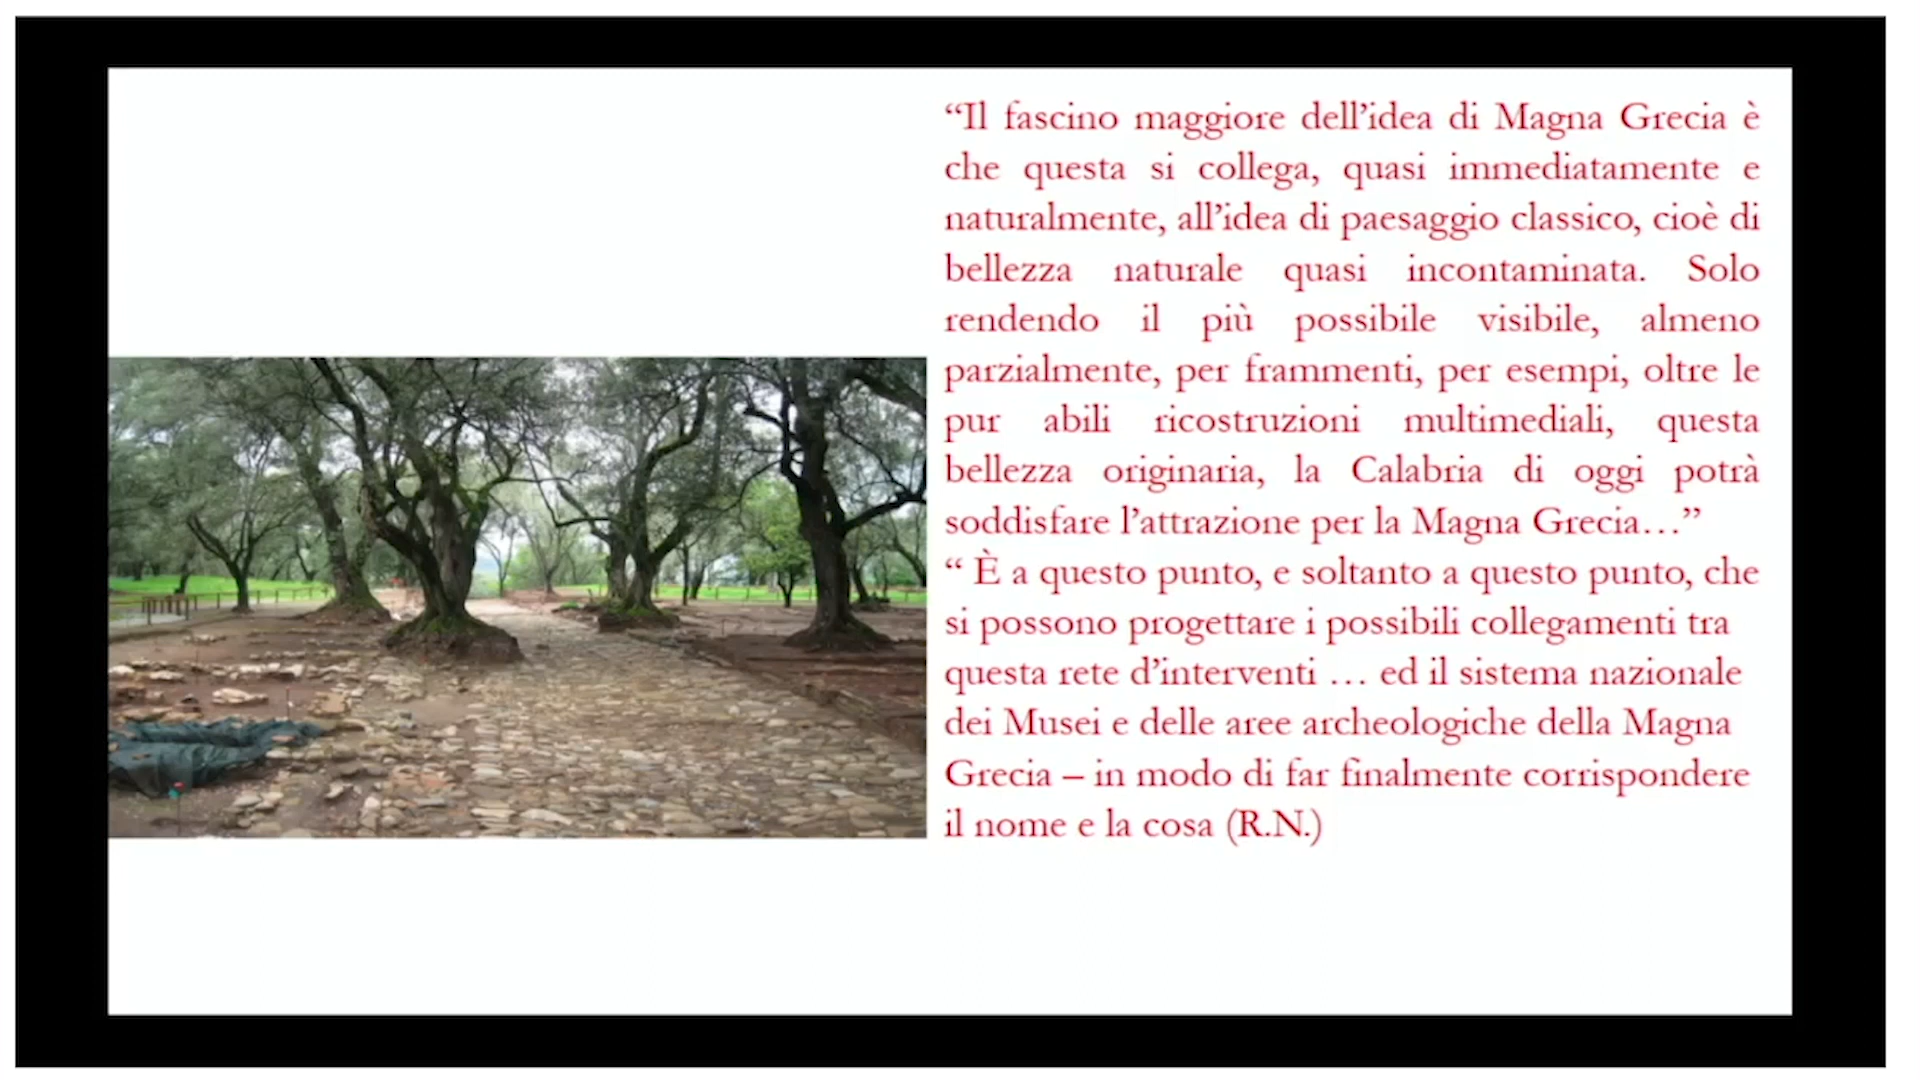 “Il fascino maggiore dell’idea di Magna Grecia è
che questa si collega, quasi immediatamente e
naturalmente, all’idea di paesaggio classico, cioè di
bellezza naturale quasi incontaminata. Solo
rendendo il più possibile visibile, almeno
parzialmente, per frammenti, per esempi, oltre le
pur abili ricostruzioni multimediali, questa
bellezza originaria, la Calabria di oggi potrà
soddisfare l’attrazione per la Magna Grecia…”
“ È a questo punto, e soltanto a questo punto, che
si possono progettare i possibili collegamenti tra
questa rete d’interventi … ed il sistema nazionale
dei Musei e delle aree archeologiche della Magna
Grecia – in modo di far finalmente corrispondere
il nome e la cosa (R.N.)